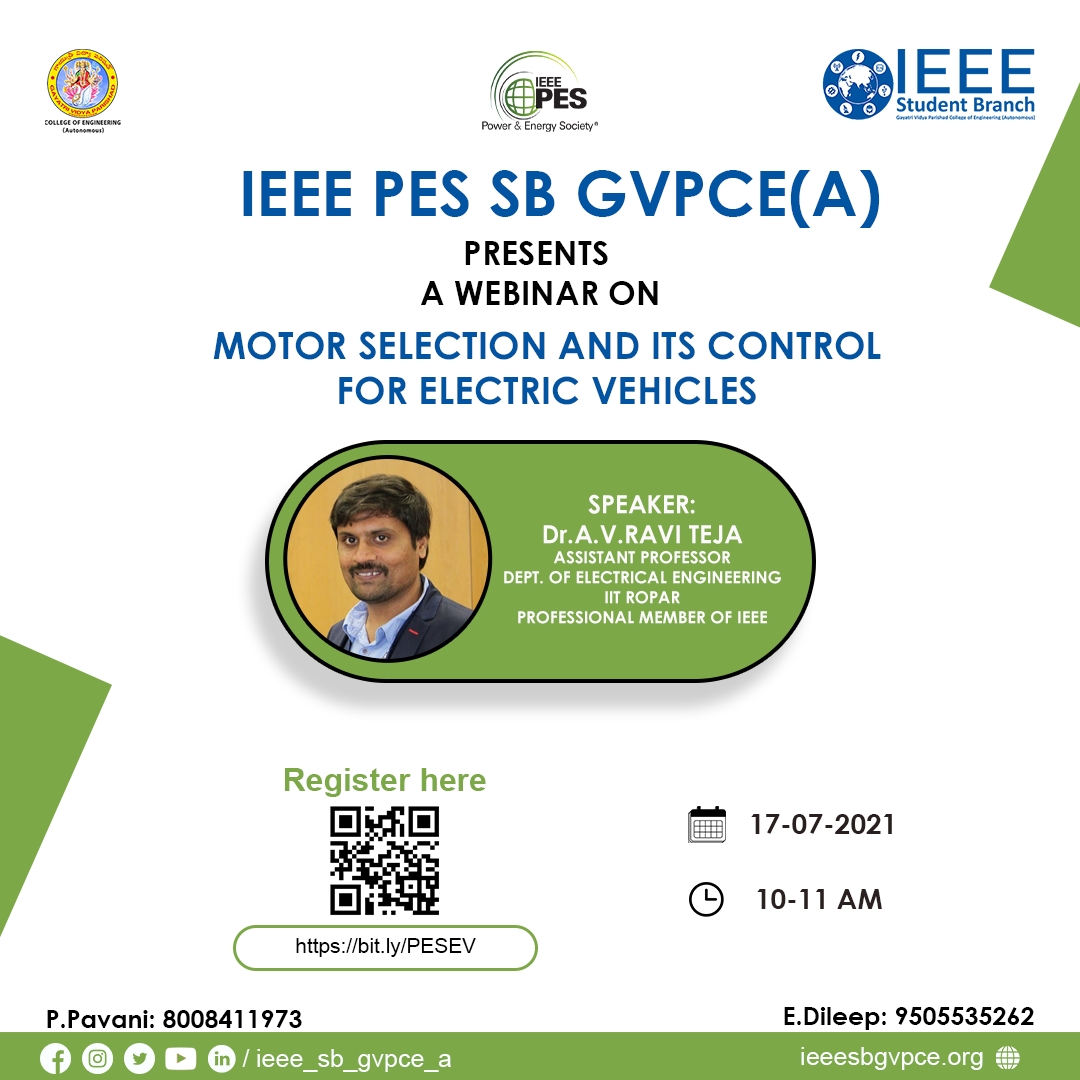 COLLEGE OF ENGINEERING
(Autonomous)
IEEE
PES
Power & Energy Society®
IEEE
Student Branch
Gayatri Vidya Parishad College of Engineering (Autonomous)
IEEE PES SB GVPCE(A)
PRESENTS
A WEBINAR ON
MOTOR SELECTION AND ITS CONTROL
FOR ELECTRIC VEHICLES
SPEAKER:
Dr.A.V.RAVI TEJA
ASSISTANT PROFESSOR
DEPT. OF ELECTRICAL ENGINEERING
IIT ROPAR
PROFESSIONAL MEMBER OF IEEE
Register here
https://bit.ly/PESEV
17-07-2021
10-11 AM
P.Pavani: 8008411973
E.Dileep: 9505535262
/ ieee_sb_gvpce_a
ieeesbgvpce.org